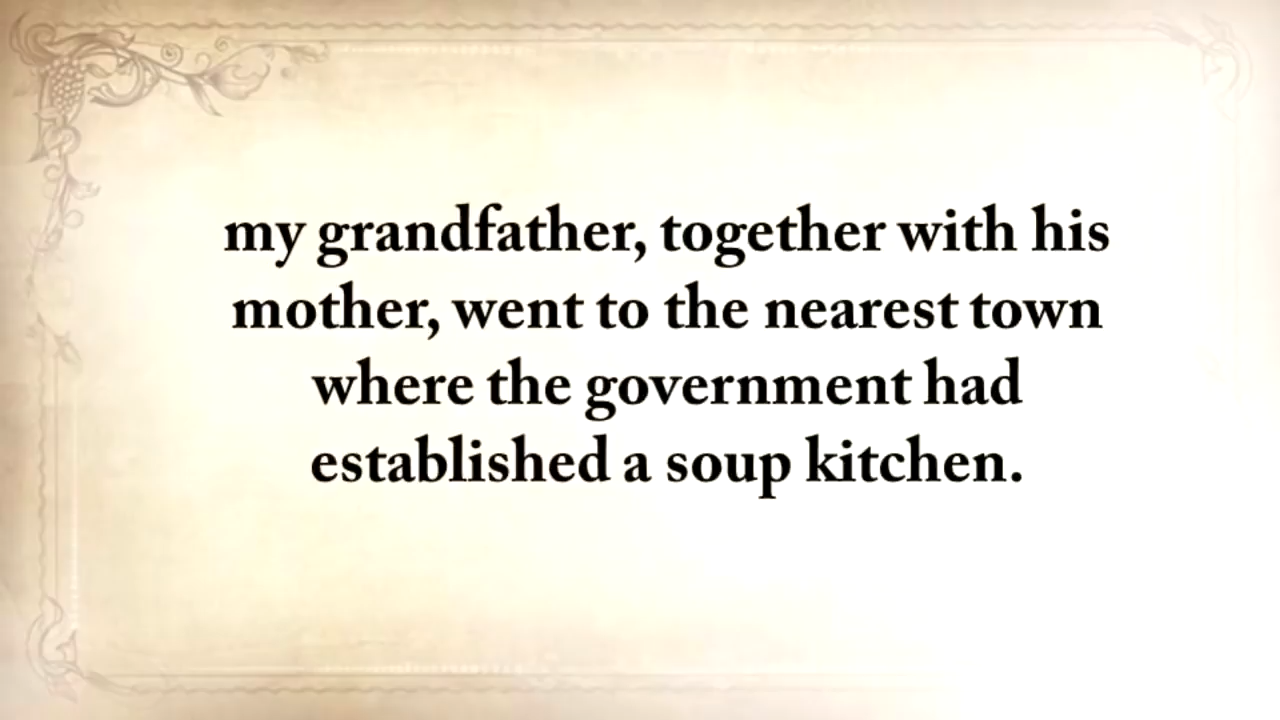 my grandfather, together with his
mother, went to the nearest town
where the government had
established a soup kitchen.